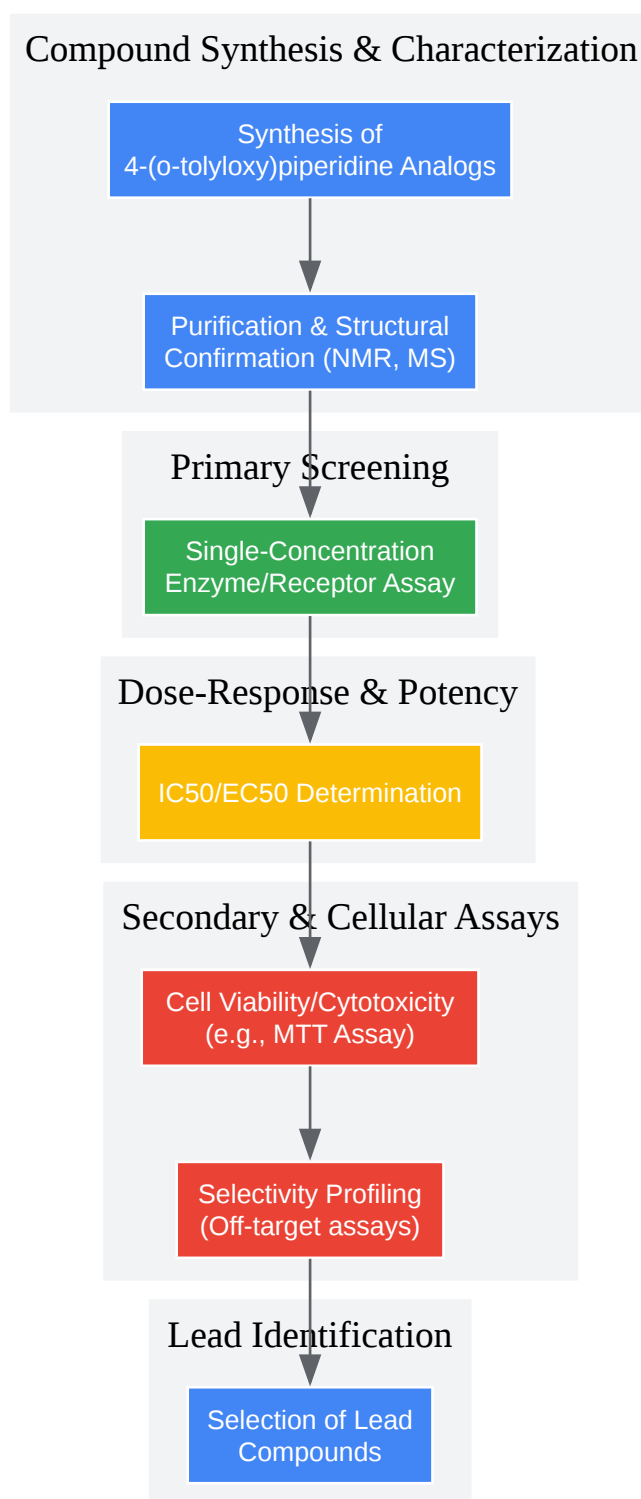 Compound Synthesis & Characterization
Synthesis of
4-(o-tolyloxy)piperidine Analogs
Purification & Structural
Confirmation (NMR, MS)
Primary Screening
Single-Concentration
Enzyme/Receptor Assay
Dose-Response & Potency
IC50/EC50 Determination
Secondary & Cellular Assays
Cell Viability/Cytotoxicity
(e.g., MTT Assay)
Selectivity Profiling
(Off-target assays)
Lead Identification
Selection of Lead
Compounds